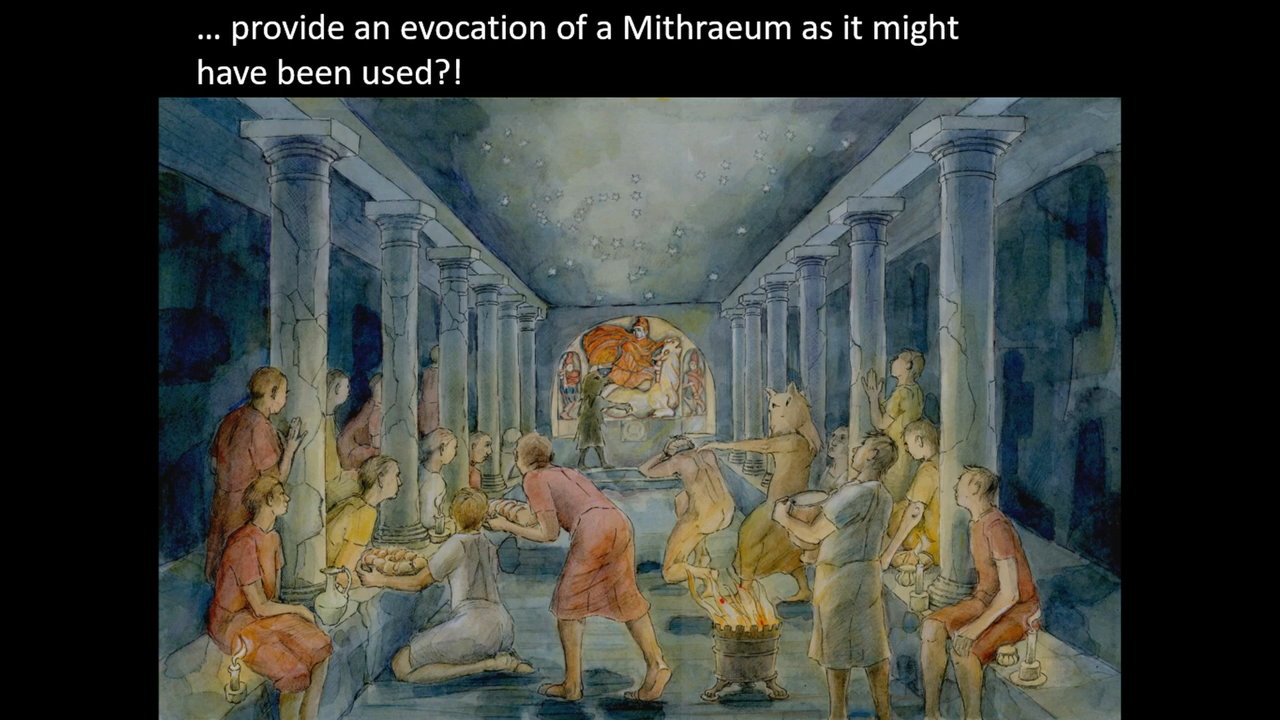 … provide an evocation of a Mithraeum as it might
have been used?!